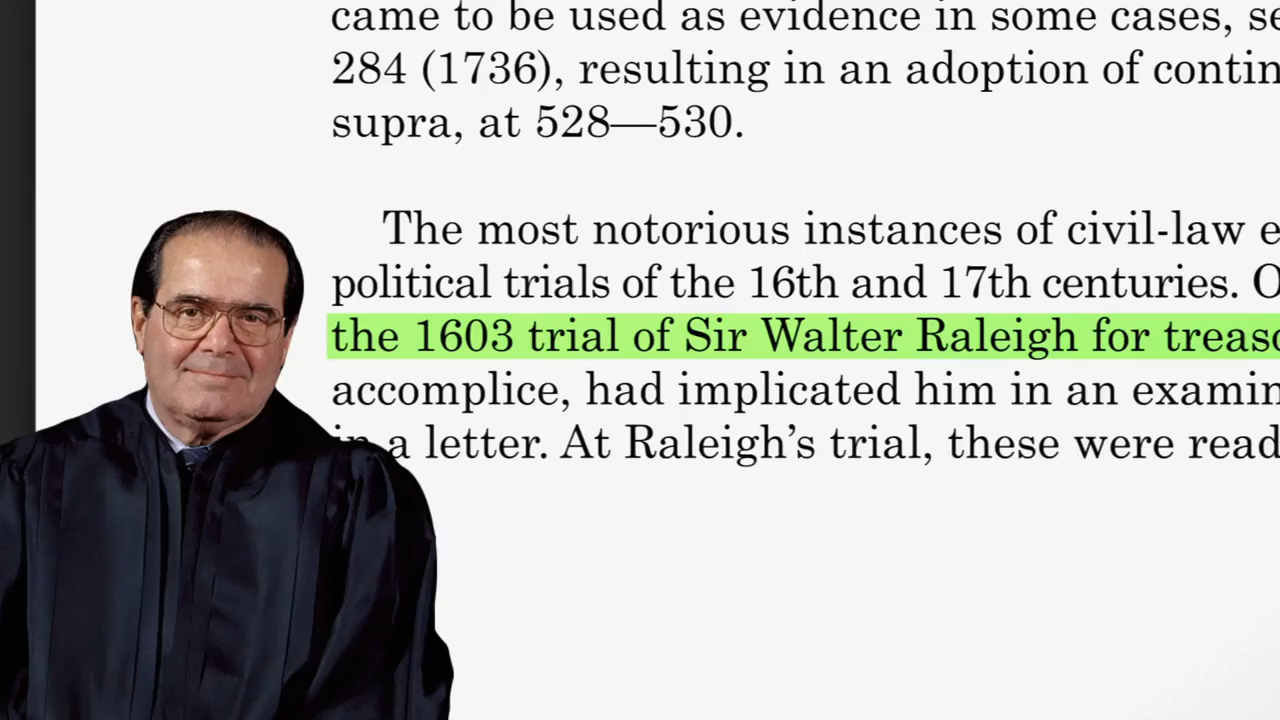 came to be used as evidence in some cases, se
284 (1736), resulting in an adoption of contin
supra, at 528—530.
The most notorious instances of civil-law e
political trials of the 16th and 17th centuries. O
the 1603 trial of Sir Walter Raleigh for treaso
accomplice, had implicated him in an examin
in a letter. At Raleigh’s trial, these were read